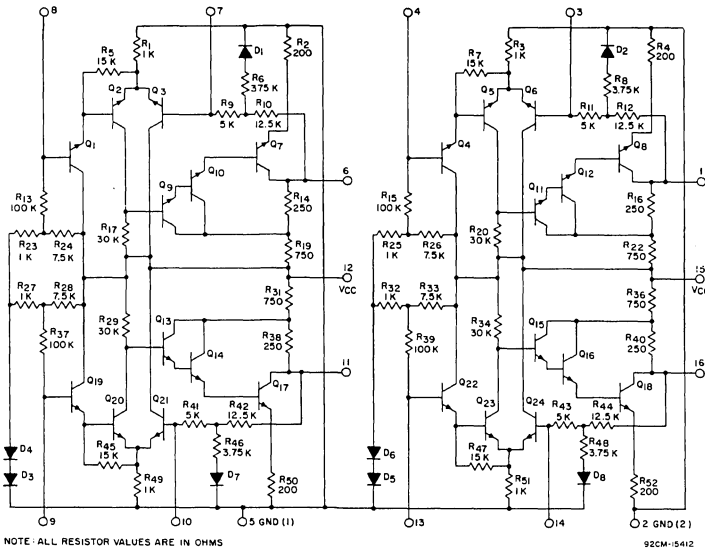 8 7 4 3
R5 15 K R1 1K D1 R2 200 R7 15 K R3 1K D2 R4 200
Q2 Q3 R6 3.75 K Q5 Q6 R8 3.75 K
R9 5 K R10 12.5 K R11 5 K R12 12.5 K
Q1 Q7 Q4 Q8
Q10 6 Q12 1
R13 100 K Q9 R14 250 R15 100 K Q11 R16 250
R23 1K R24 7.5 K R17 30 K R19 750 R25 1K R26 7.5 K R20 30 K R22 750
R27 1K R28 7.5 K 12 VCC R32 1K R33 7.5 K 15 VCC
R31 750 R36 750
R37 100K R29 30 K Q13 R38 250 R39 100K R34 30 K Q15 R40 250
Q14 11 Q16 16
Q19 Q20 Q21 Q17 Q22 Q23 Q24 Q18
R41 5 K R42 12.5 K R43 5 K R44 12.5 K
R45 15 K R46 3.75 K R47 15K R48 3.75 K
D4 D3 R49 1K D7 R50 200 D6 D5 R51 1K D8 R52 200
9 10 5 GND (1) 13 14 2 GND (2)
NOTE: ALL RESISTOR VALUES ARE IN OHMS
92CM-15412